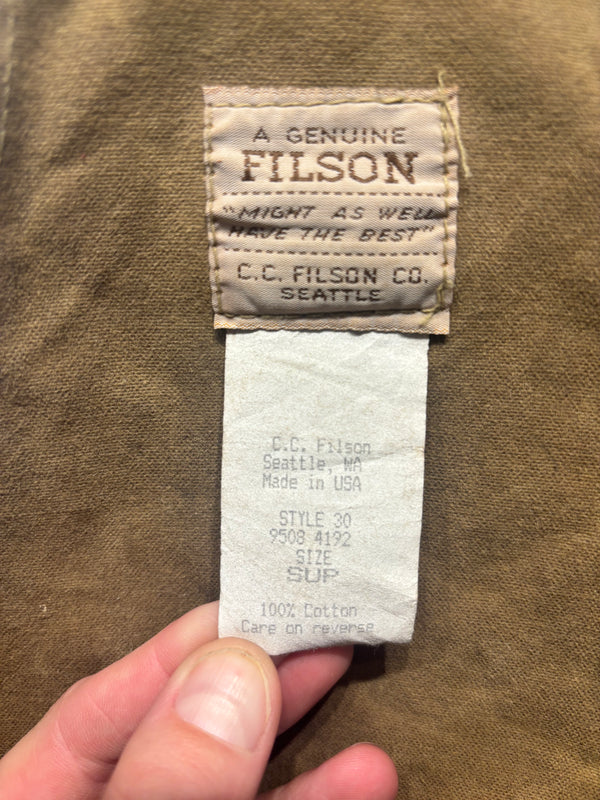 A GENUINE
FILSON
"MIGHT AS WELL
HAVE THE BEST"
C.C. FILSON CO.
SEATTLE
C.C. Filson
Seattle, WA
Made in USA
STYLE 30
9508 4192
SIZE
SUP
100% Cotton
Care on reverse